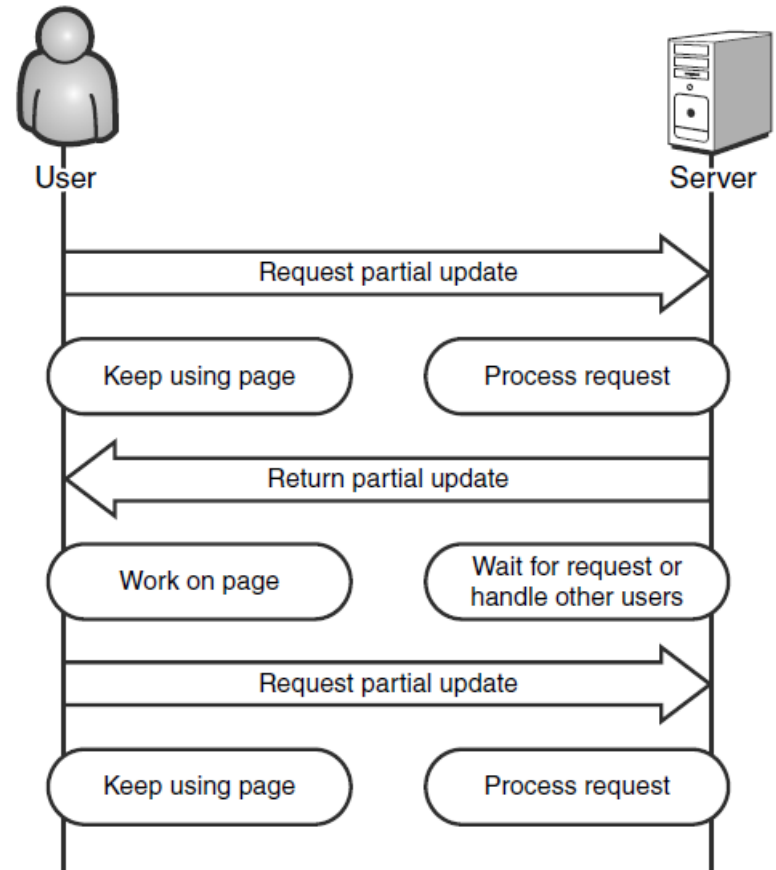 User
Server
Request partial update
Keep using page
Process request
Return partial update
Work on page
Wait for request or
handle other users
Request partial update
Keep using page
Process request